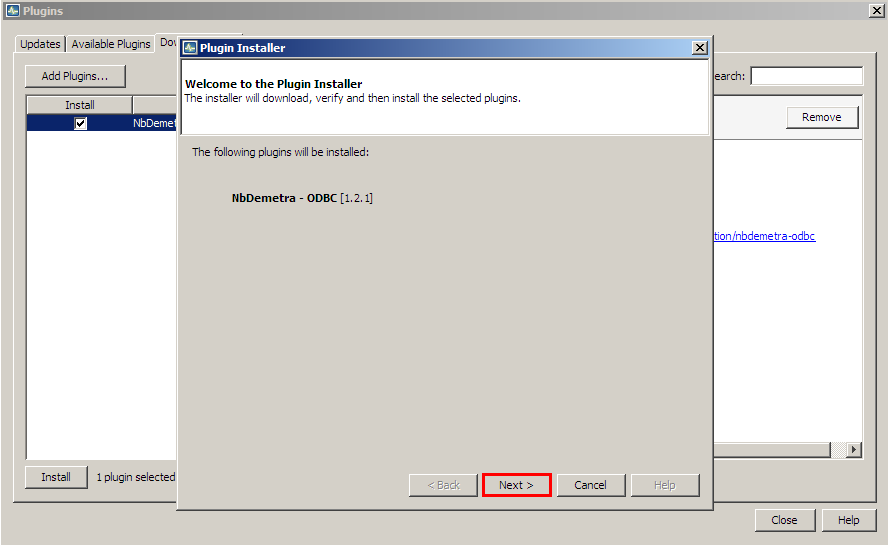 Plugins
Updates
Available Plugins
Plugin Installer
Add Plugins...
Welcome to the Plugin Installer
The installer will download, verify and then install the selected plugins.
earch:
Install
Remove
NbDemet
The following plugins will be installed:
NbDemetra - ODBC [1.2.1]
tion/nbdemetra-odbc
Install
1 plugin selected
< Back
Next >
Cancel
Help
Close
Help